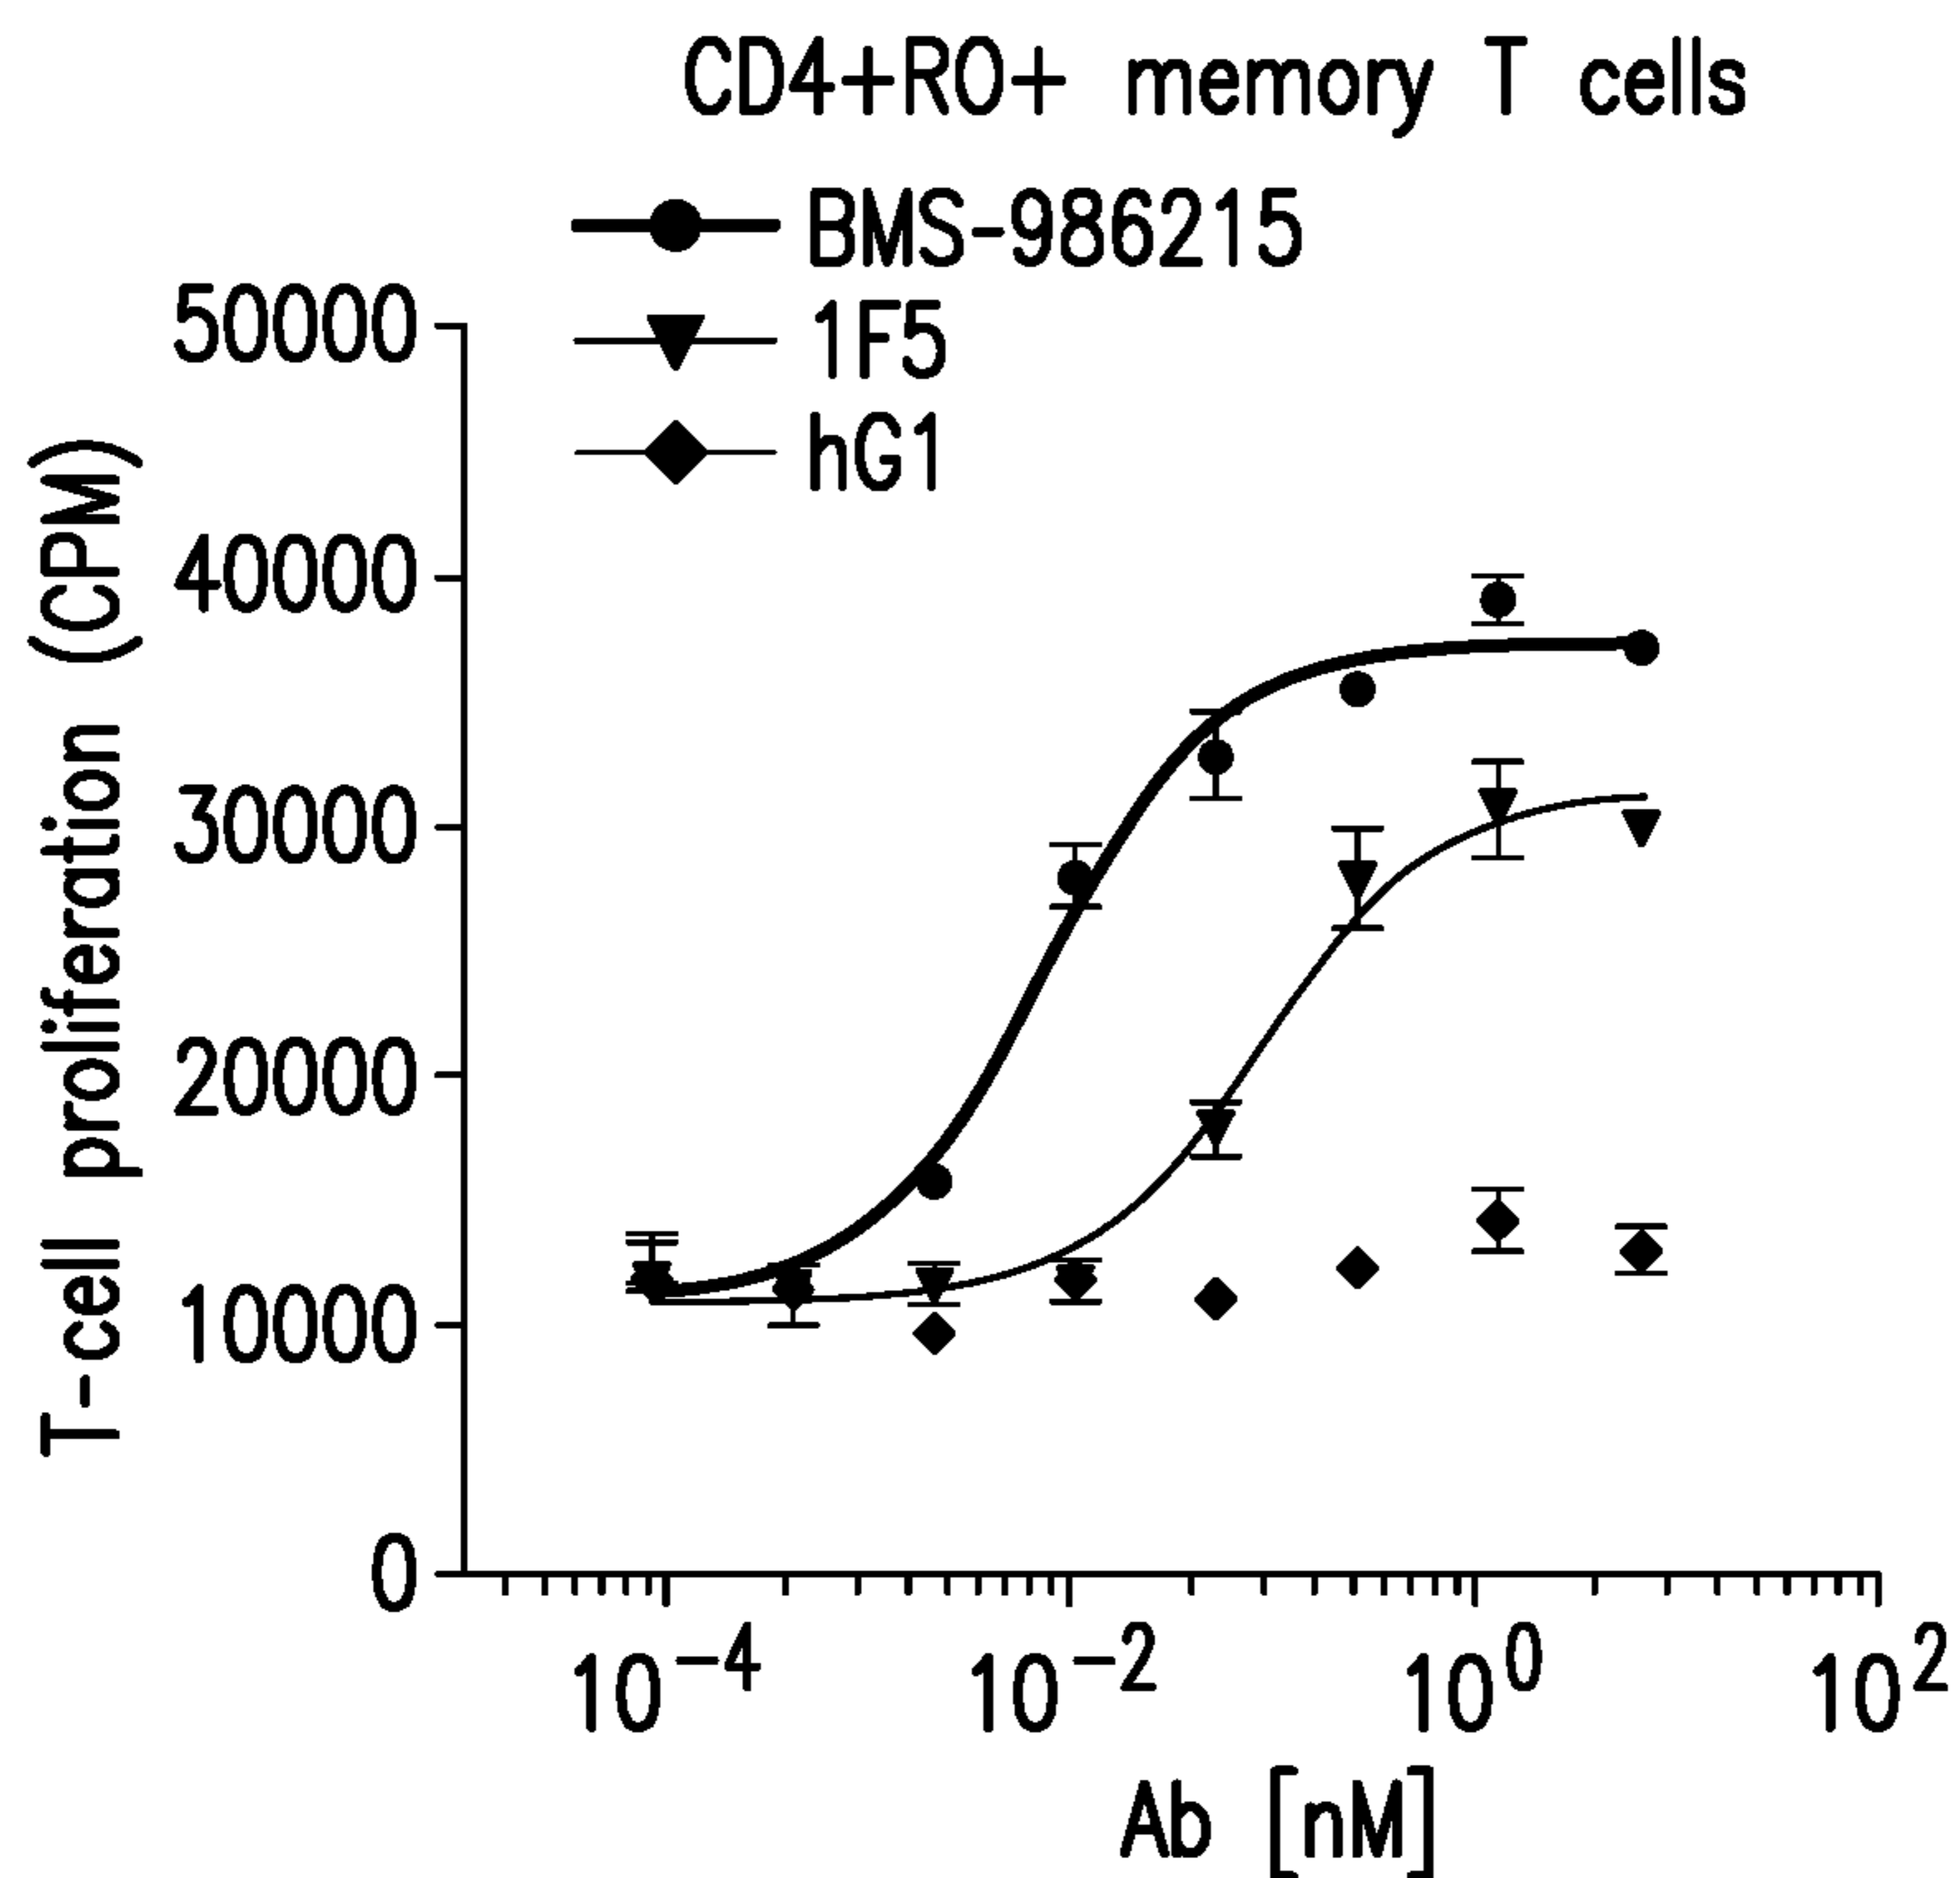 CD4+RO+ memory T cells
BMS-986215
1F5
hG1
T-cell proliferation (CPM)
50000
40000
30000
20000
10000
0
10⁻⁴ 10⁻² 10⁰ 10²
Ab [nM]